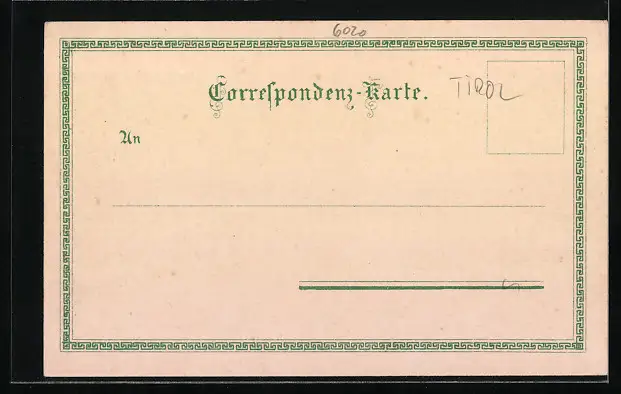 6020
Correspondenz-Karte.
TIROL
An